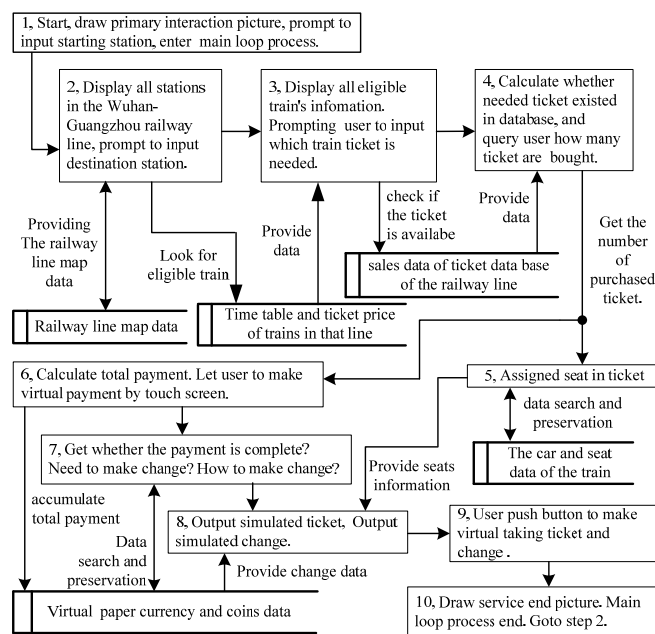 1, Start, draw primary interaction picture, prompt to
input starting station, enter main loop process.
2, Display all stations
in the Wuhan-
Guangzhou railway
line, prompt to input
destination station.
3, Display all eligible
train's infomation.
Prompting user to input
which train ticket is
needed.
4, Calculate whether
needed ticket existed
in database, and
query user how many
ticket are bought.
Providing
The railway
line map
data
Look for
eligible train
Provide
data
check if
the ticket
is availabe
Provide
data
Get the
number
of
purchased
ticket.
sales data of ticket data base
of the railway line
Railway line map data
Time table and ticket price
of trains in that line
6, Calculate total payment. Let user to make
virtual payment by touch screen.
5, Assigned seat in ticket
data search and
preservation
7, Get whether the payment is complete?
Need to make change? How to make change?
The car and seat
data of the train
Provide seats
information
accumulate
total payment
8, Output simulated ticket, Output
simulated change.
9, User push button to make
virtual taking ticket and
change .
Data
search and
preservation
Provide change data
Virtual paper currency and coins data
10, Draw service end picture. Main
loop process end. Goto step 2.